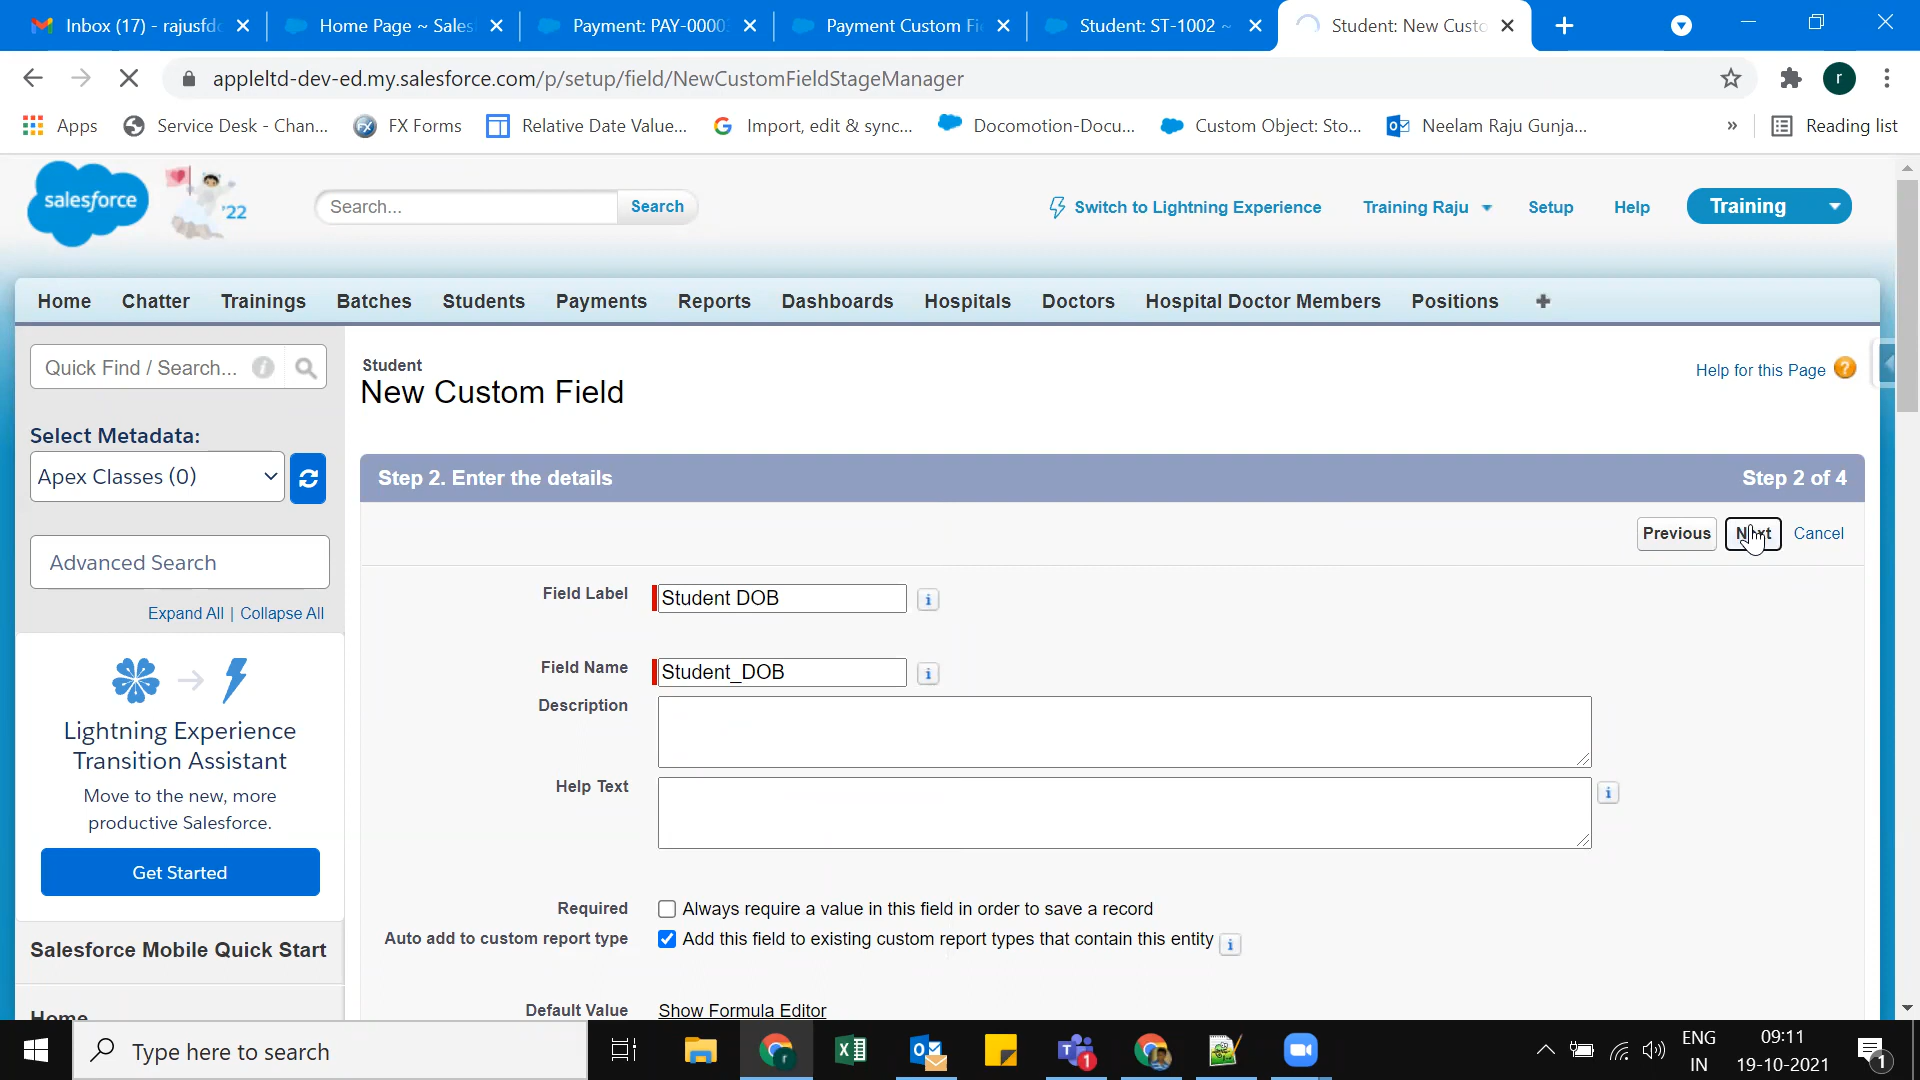 Inbox (17) - rajusfd
Home Page ~ Sales
Payment: PAY-0000
Payment Custom Fi
Student: ST-1002 ~
Student: New Custo
appleltd-dev-ed.my.salesforce.com/p/setup/field/NewCustomFieldStageManager
r
Apps
Service Desk - Chan...
FX Forms
Relative Date Value...
Import, edit & sync...
Docomotion-Docu...
Custom Object: Sto...
Neelam Raju Gunja...
»
Reading list
salesforce
'22
Search...
Search
Switch to Lightning Experience
Training Raju
Setup
Help
Training
Home
Chatter
Trainings
Batches
Students
Payments
Reports
Dashboards
Hospitals
Doctors
Hospital Doctor Members
Positions
Quick Find / Search...
Select Metadata:
Apex Classes (0)
Advanced Search
Expand All | Collapse All
Lightning Experience
Transition Assistant
Move to the new, more
productive Salesforce.
Get Started
Salesforce Mobile Quick Start
Home
Student
New Custom Field
Help for this Page
Step 2. Enter the details
Step 2 of 4
Previous
Next
Cancel
Field Label
Student DOB
Field Name
Student_DOB
Description
Help Text
Required
Always require a value in this field in order to save a record
Auto add to custom report type
Add this field to existing custom report types that contain this entity
Default Value
Show Formula Editor
Type here to search
ENG
IN
09:11
19-10-2021
1